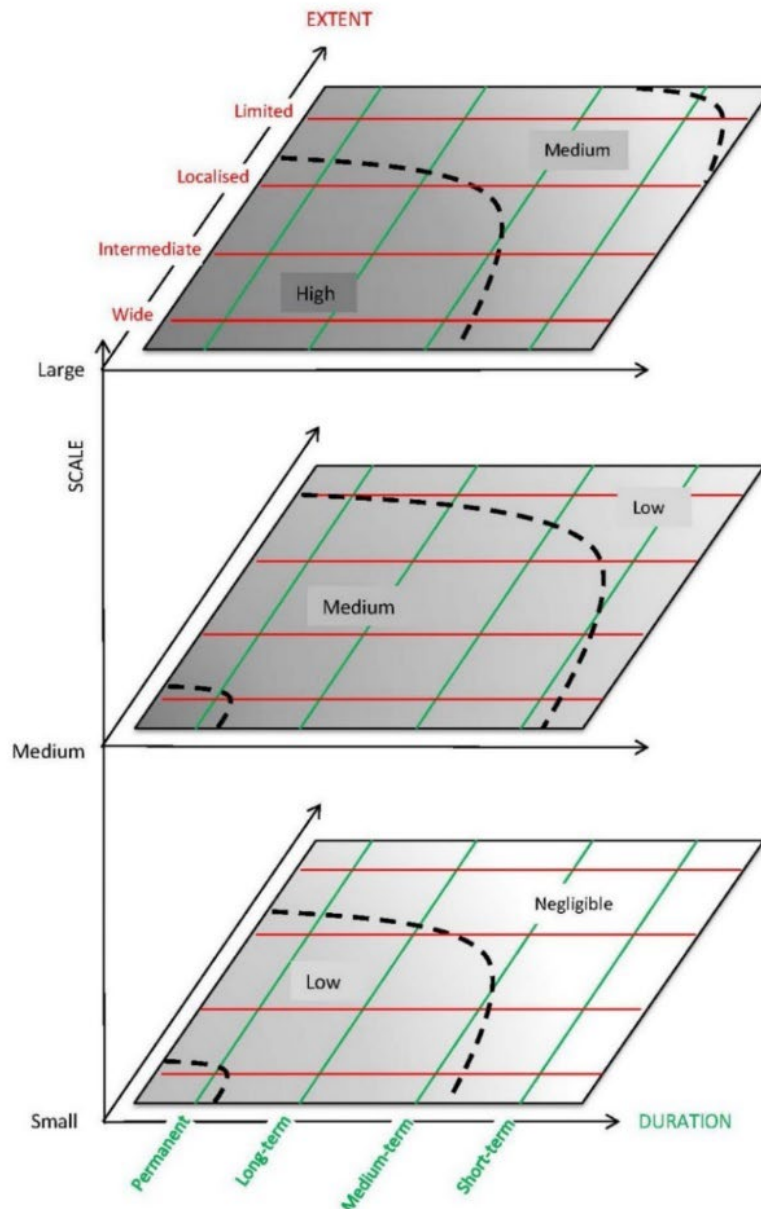 EXTENT
Limited
Medium
Localised
Intermediate
High
Wide
Large
SCALE
Low
Medium
Medium
Negligible
Low
Small
Permanent
Long-term
Medium-term
Short-term
DURATION